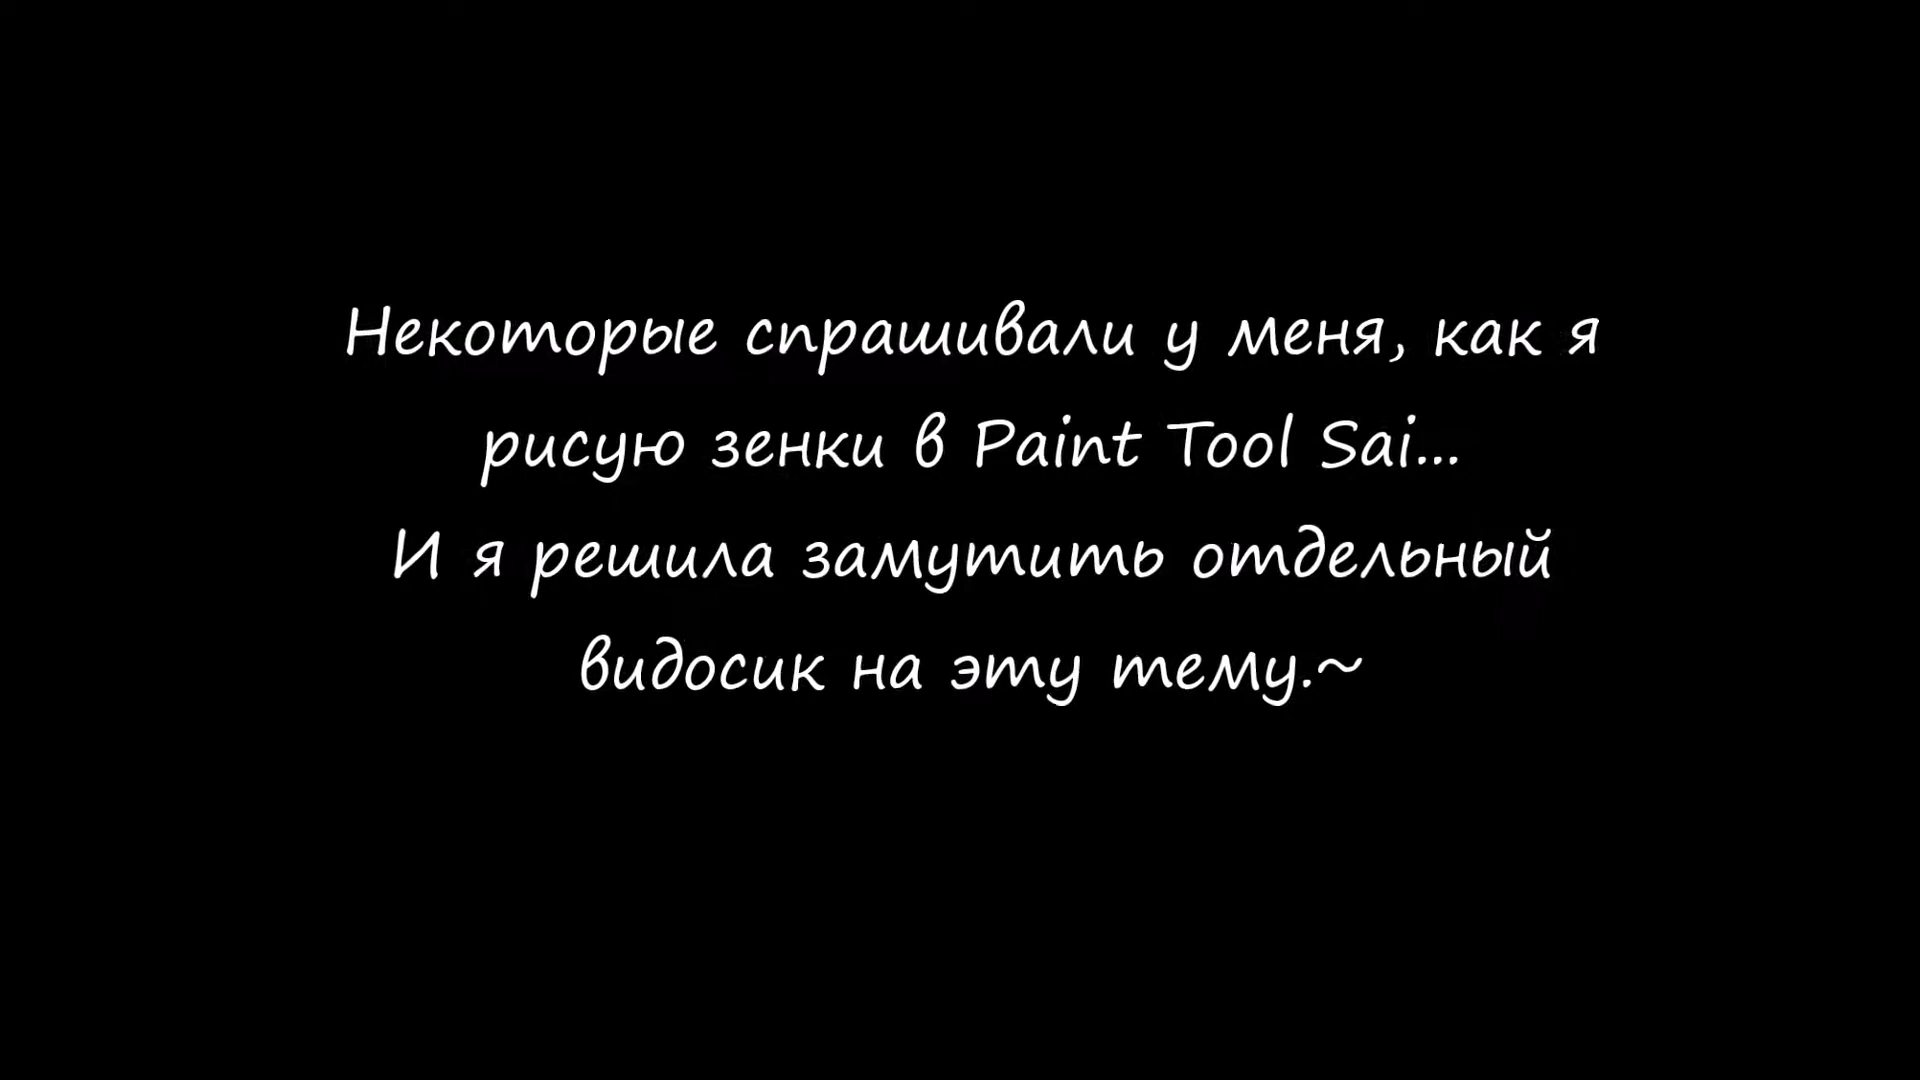 Некоторые спрашивали у меня, как я
рисую зенки в Paint Tool Sai...
И я решила замутить отдельный
видосик на эту тему.~